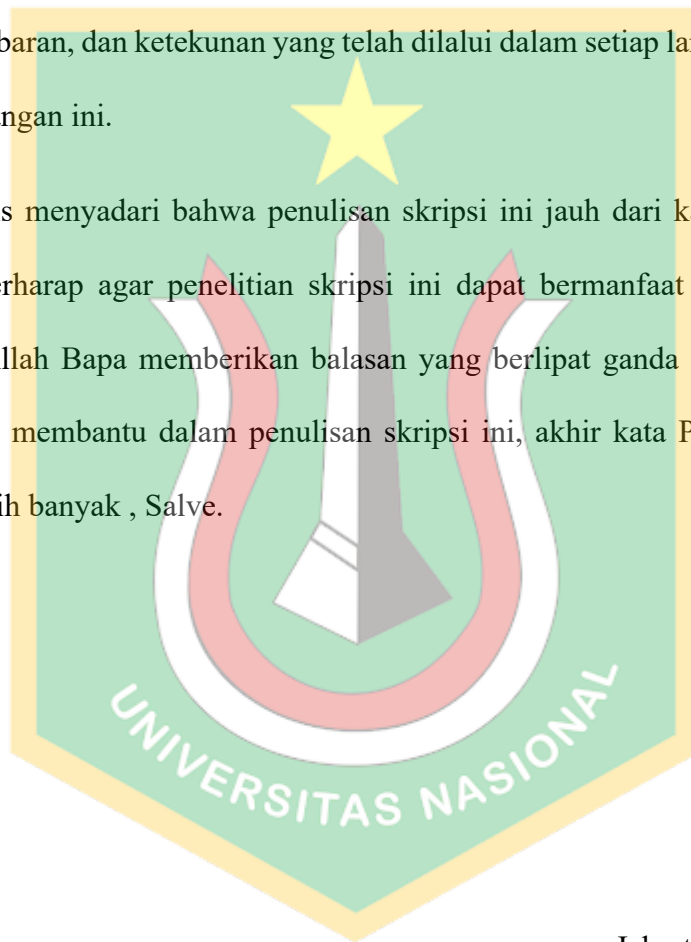 baran, dan ketekunan yang telah dilalui dalam setiap la
ngan ini.
s menyadari bahwa penulisan skripsi ini jauh dari k
erharap agar penelitian skripsi ini dapat bermanfaat
llah Bapa memberikan balasan yang berlipat ganda
membantu dalam penulisan skripsi ini, akhir kata P
ih banyak , Salve.
UNIVERSITAS NASIONAL